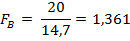 F_B = 20/14,7 = 1,361